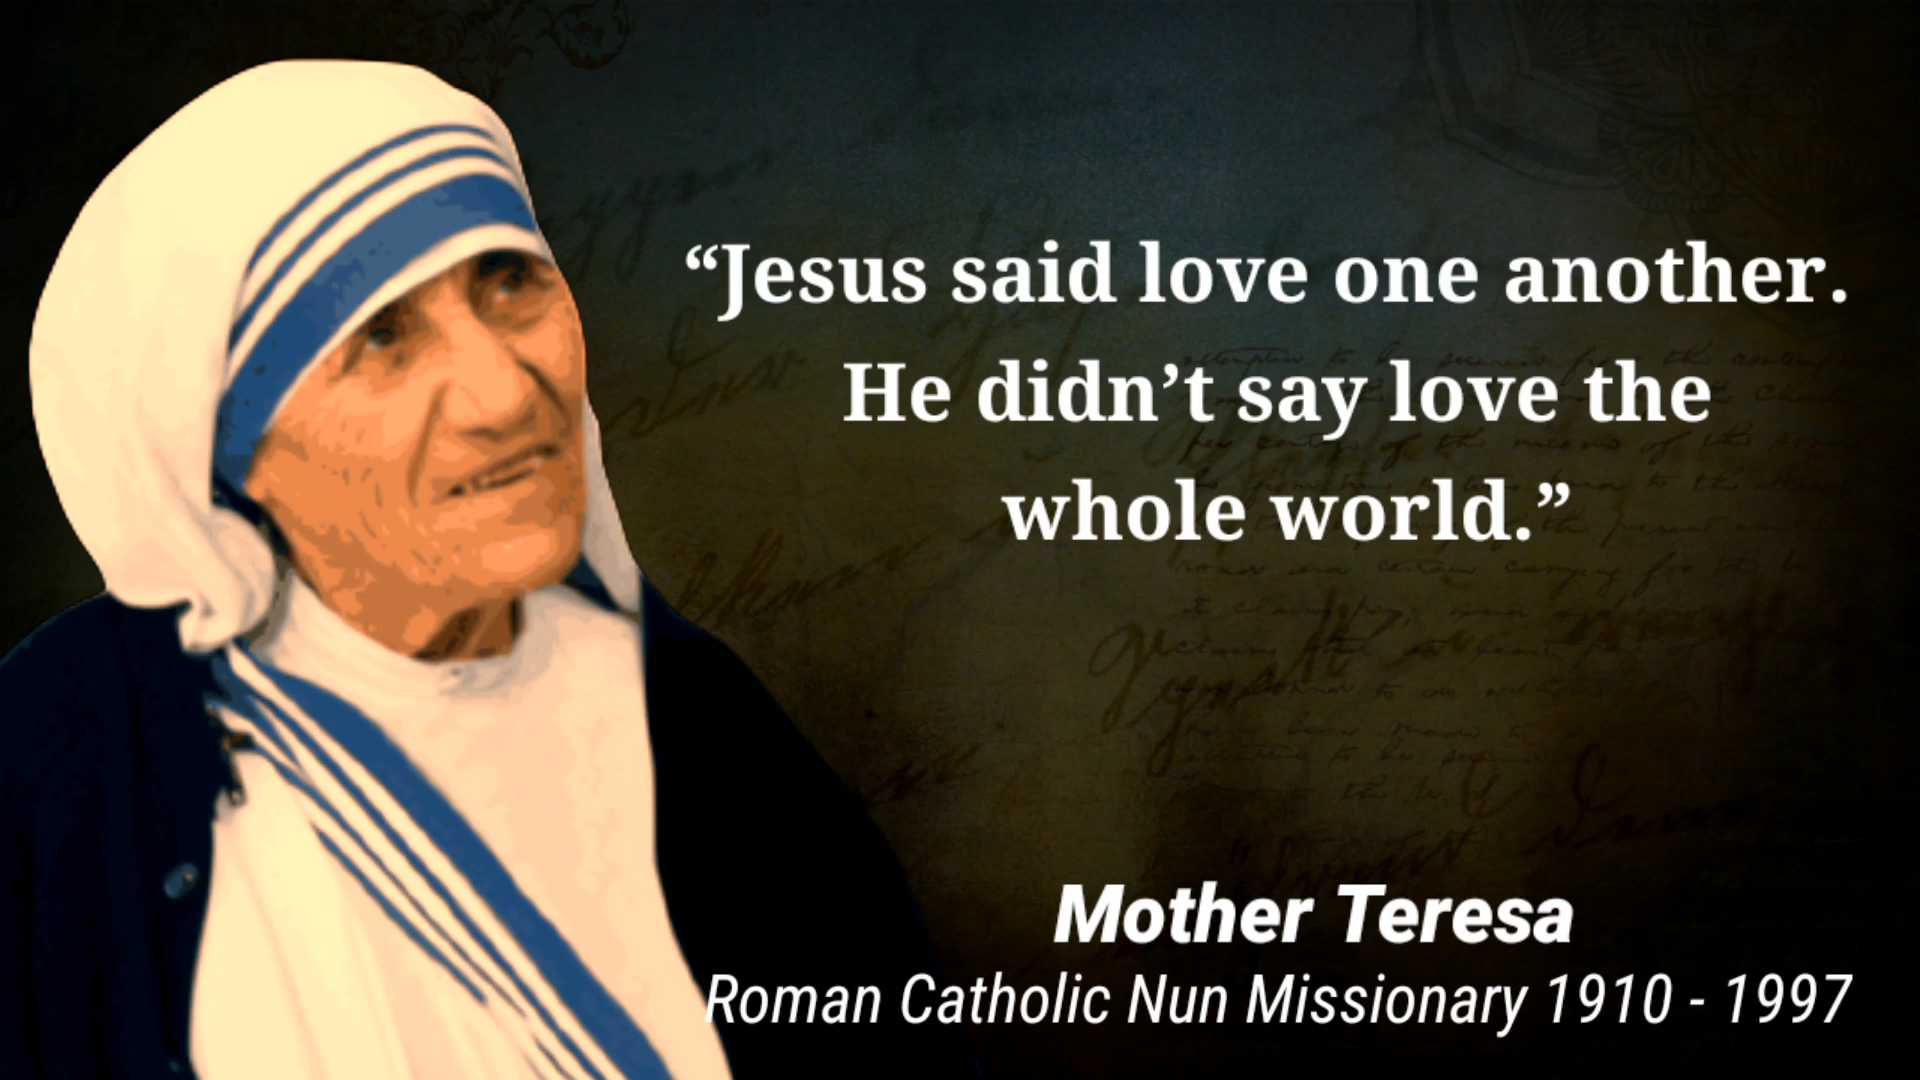 “Jesus said love one another.
He didn’t say love the
whole world.”
Mother Teresa
Roman Catholic Nun Missionary 1910 - 1997